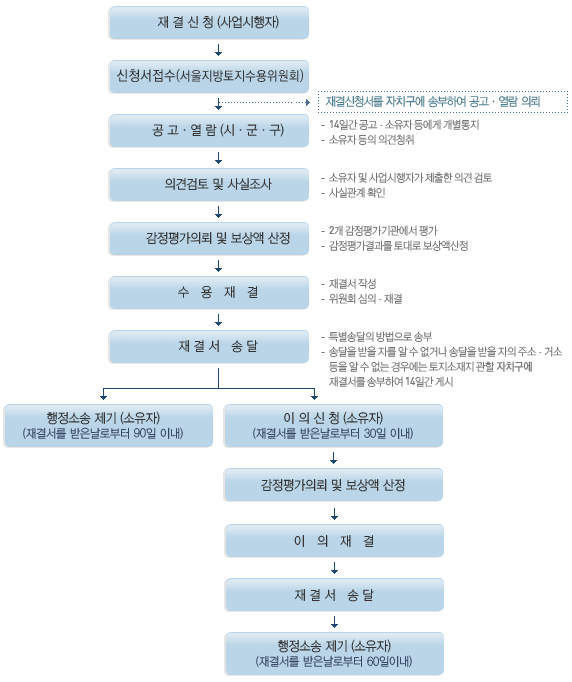 재 결 신 청 (사업시행자)
신청서접수(서울지방토지수용위원회)
재결신청서를 자치구에 송부하여 공고 · 열람 의뢰
공 고 · 열 람 (시 · 군 · 구)
- 14일간 공고 · 소유자 등에게 개별통지
- 소유자 등의 의견청취
의견검토 및 사실조사
- 소유자 및 사업시행자가 제출한 의견 검토
- 사실관계 확인
감정평가의뢰 및 보상액 산정
- 2개 감정평가기관에서 평가
- 감정평가결과를 토대로 보상액산정
수 용 재 결
- 재결서 작성
- 위원회 심의 · 재결
재 결 서 송 달
- 특별송달의 방법으로 송부
- 송달을 받을 자를 알 수 없거나 송달을 받을 자의 주소 · 거소
등을 알 수 없는 경우에는 토지소재지 관할 자치구에
재결서를 송부하여 14일간 게시
행정소송 제기 (소유자)
(재결서를 받은날로부터 90일 이내)
이 의 신 청 (소유자)
(재결서를 받은날로부터 30일 이내)
감정평가의뢰 및 보상액 산정
이 의 재 결
재 결 서 송 달
행정소송 제기 (소유자)
(재결서를 받은날로부터 60일이내)